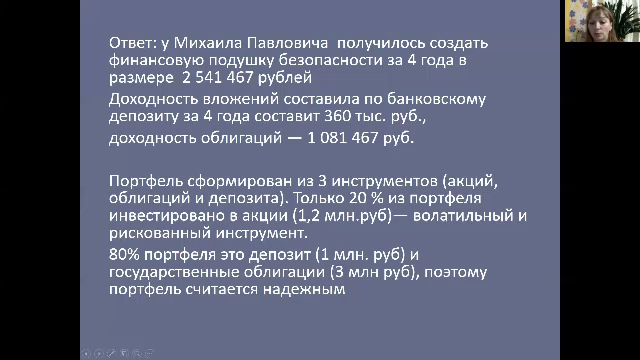 Ответ: у Михаила Павловича получилось создать
финансовую подушку безопасности за 4 года в
размере 2 541 467 рублей
Доходность вложений составила по банковскому
депозиту за 4 года составит 360 тыс. руб.,
доходность облигаций — 1 081 467 руб.
Портфель сформирован из 3 инструментов (акций,
облигаций и депозита). Только 20 % из портфеля
инвестировано в акции (1,2 млн.руб)— волатильный и
рискованный инструмент.
80% портфеля это депозит (1 млн. руб) и
государственные облигации (3 млн руб), поэтому
портфель считается надежным